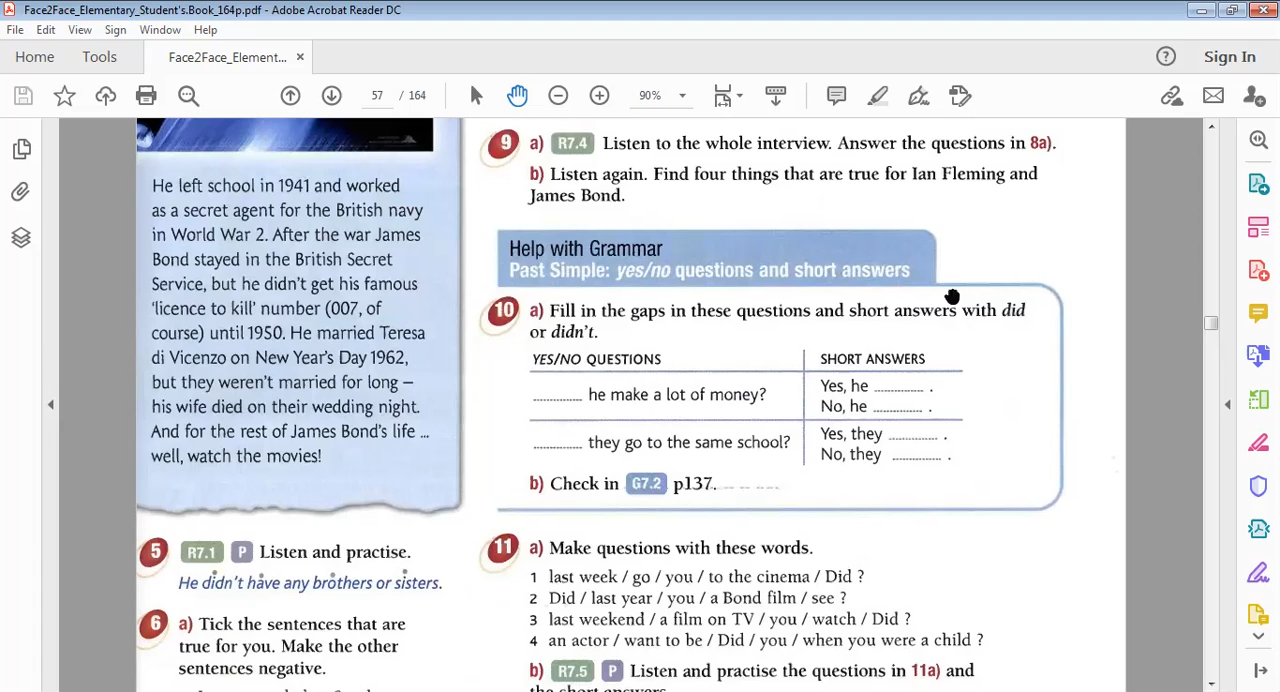 Face2Face_Elementary_Student's.Book_164p.pdf - Adobe Acrobat Reader DC
File Edit View Sign Window Help
Home Tools Face2Face_Element... × Sign In
57 / 164 90%
He left school in 1941 and worked
as a secret agent for the British navy
in World War 2. After the war James
Bond stayed in the British Secret
Service, but he didn't get his famous
'licence to kill' number (007, of
course) until 1950. He married Teresa
di Vicenzo on New Year's Day 1962,
but they weren't married for long –
his wife died on their wedding night.
And for the rest of James Bond's life ...
well, watch the movies!
5 R7.1 P Listen and practise.
He didn't have any brothers or sisters.
6 a) Tick the sentences that are
true for you. Make the other
sentences negative.
9 a) R7.4 Listen to the whole interview. Answer the questions in 8a).
b) Listen again. Find four things that are true for Ian Fleming and
James Bond.
Help with Grammar
Past Simple: yes/no questions and short answers
10 a) Fill in the gaps in these questions and short answers with did
or didn't.
YES/NO QUESTIONS SHORT ANSWERS
.......... he make a lot of money? Yes, he .......... .
No, he .......... .
.......... they go to the same school? Yes, they .......... .
No, they .......... .
b) Check in G7.2 p137.
11 a) Make questions with these words.
1 last week / go / you / to the cinema / Did ?
2 Did / last year / you / a Bond film / see ?
3 last weekend / a film on TV / you / watch / Did ?
4 an actor / want to be / Did / you / when you were a child ?
b) R7.5 P Listen and practise the questions in 11a) and
the short answers.